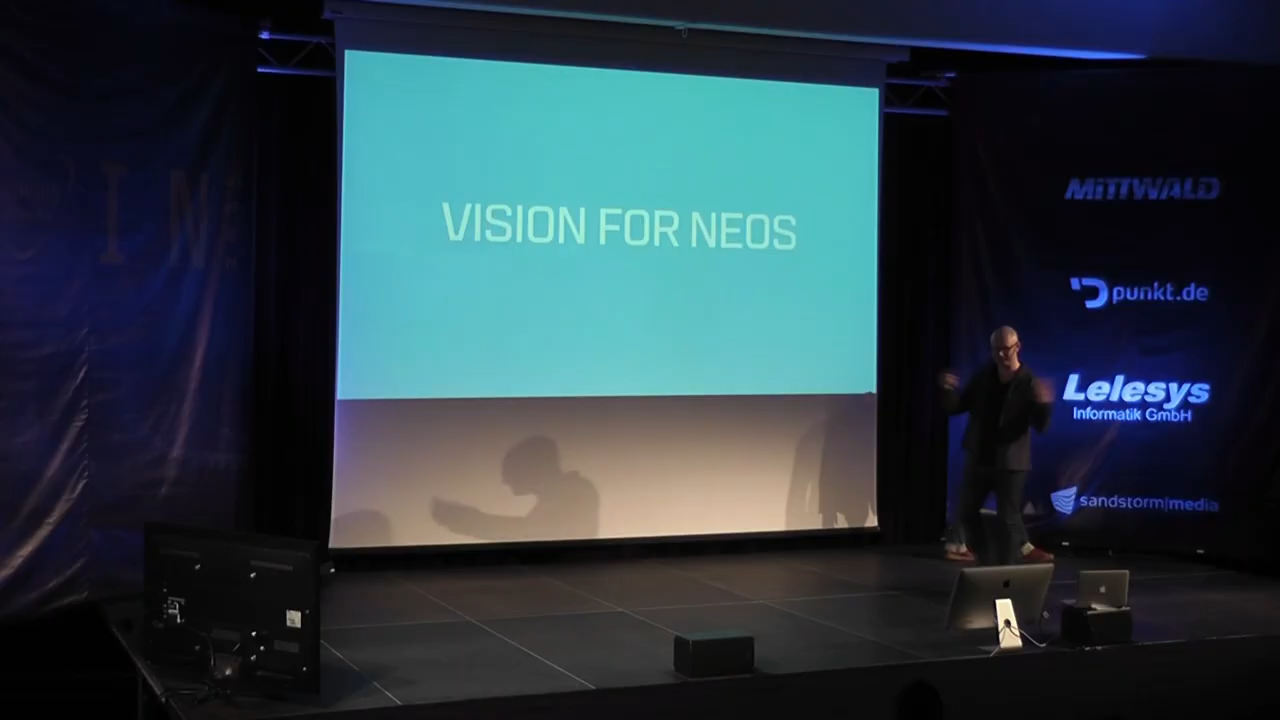 VISION FOR NEOS
MITTWALD
punkt.de
Lelesys
Informatik GmbH
sandstorm|media